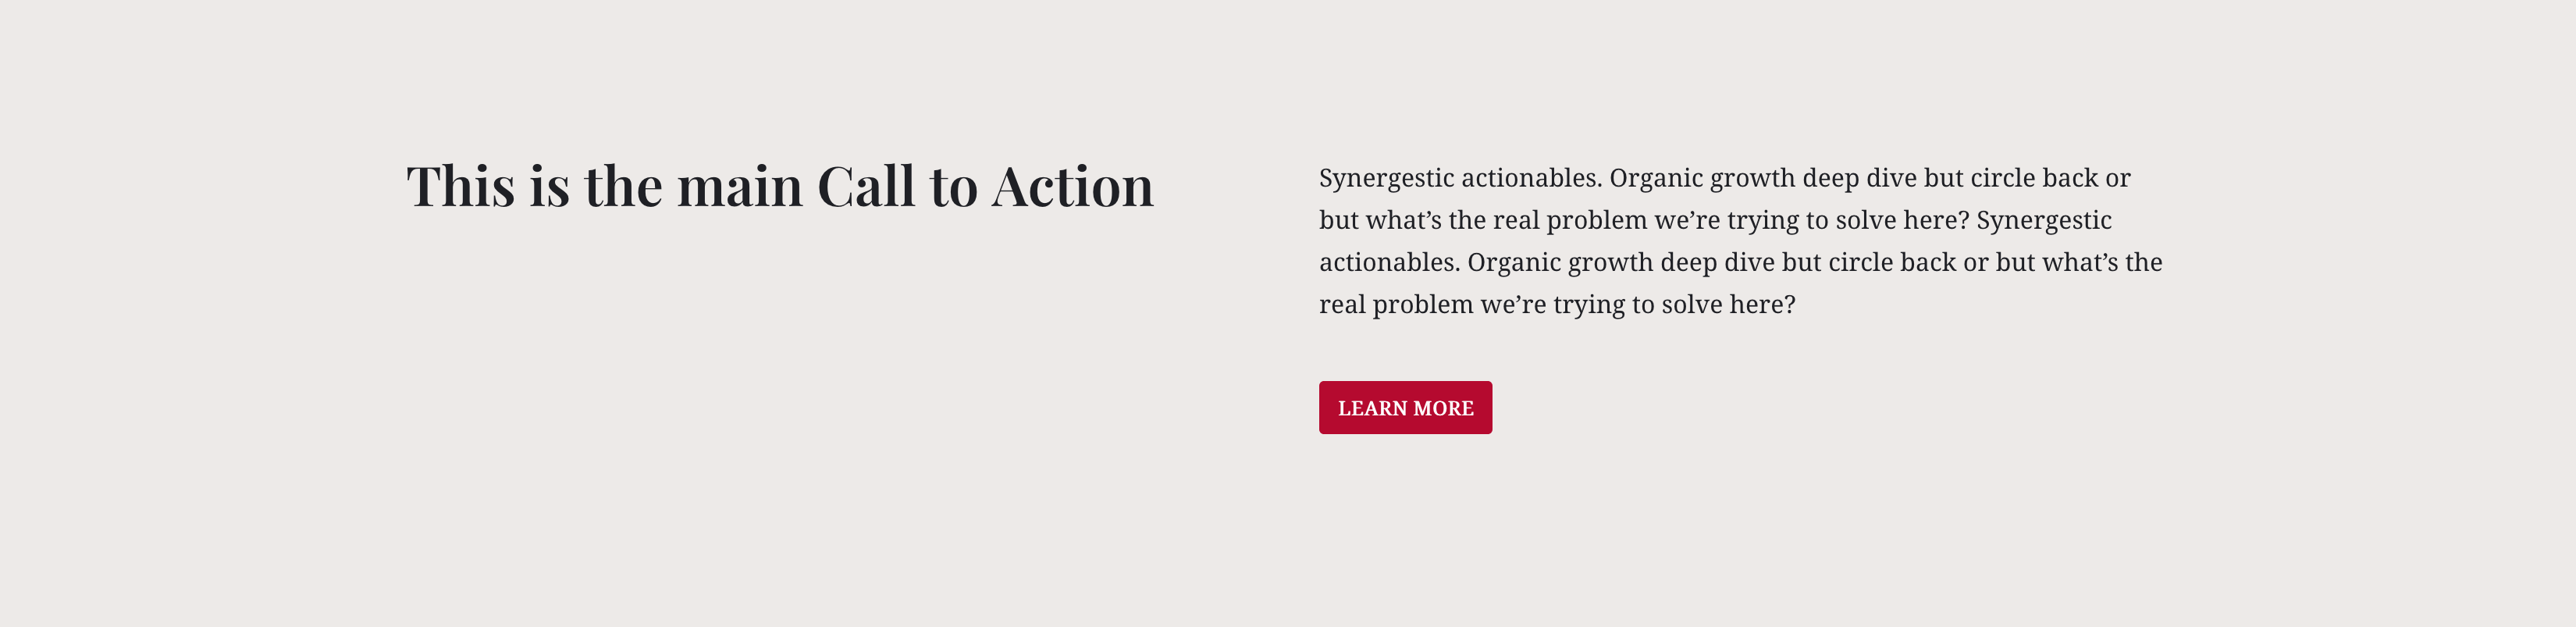 This is the main Call to Action
Synergestic actionables. Organic growth deep dive but circle back or
but what’s the real problem we’re trying to solve here? Synergestic
actionables. Organic growth deep dive but circle back or but what’s the
real problem we’re trying to solve here?
LEARN MORE